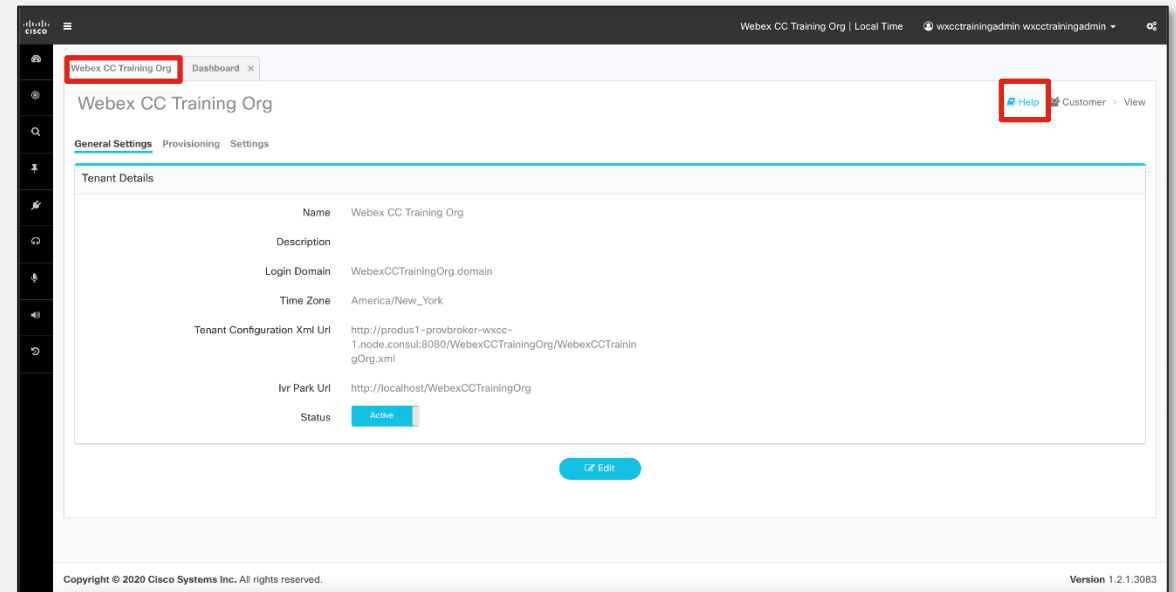 CISCO
Webex CC Training Org | Local Time
wxcctrainingadmin wxcctrainingadmin
Webex CC Training Org
Dashboard ×
Webex CC Training Org
Help
Customer > View
General Settings Provisioning Settings
Tenant Details
Name Webex CC Training Org
Description
Login Domain WebexCCTrainingOrg.domain
Time Zone America/New_York
Tenant Configuration Xml Url http://produs1-provbroker-wxcc-
1.node.consul:8080/WebexCCTrainingOrg/WebexCCTrainin
gOrg.xml
Ivr Park Url http://localhost/WebexCCTrainingOrg
Status Active
Edit
Copyright © 2020 Cisco Systems Inc. All rights reserved.
Version 1.2.1.3083